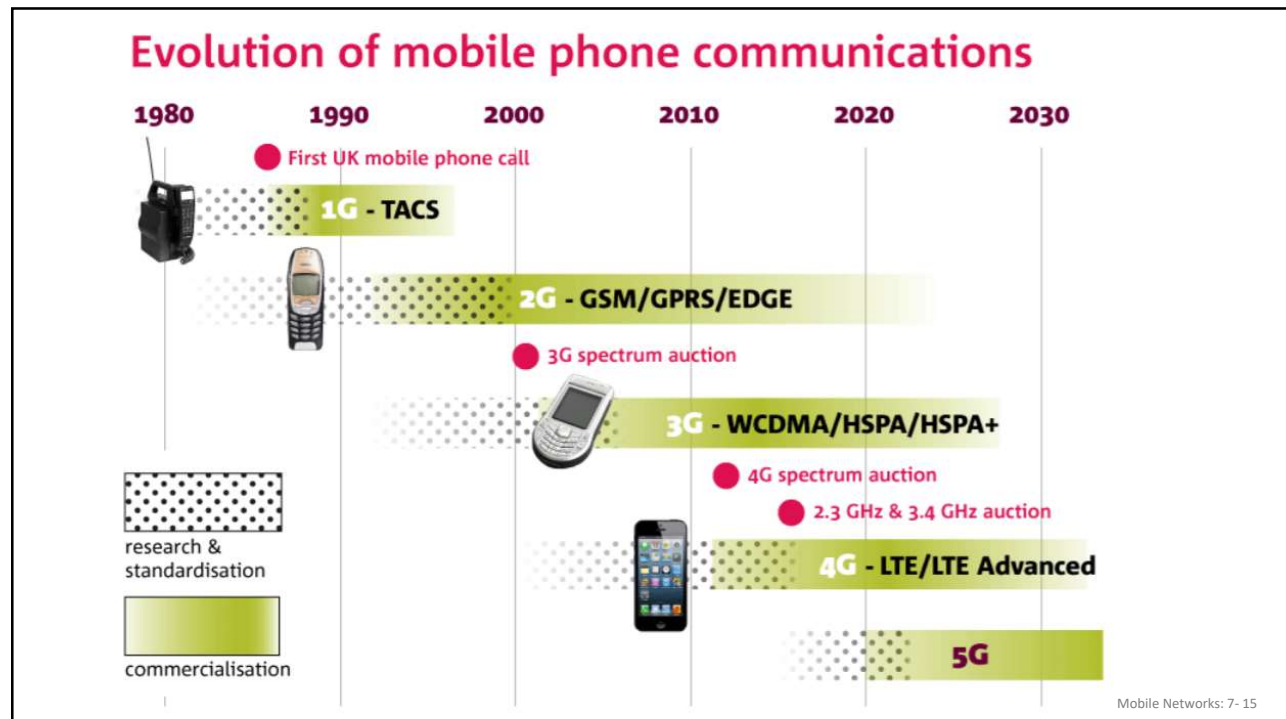 Evolution of mobile phone communications
1980 1990 2000 2010 2020 2030
First UK mobile phone call
1G - TACS
2G - GSM/GPRS/EDGE
3G spectrum auction
3G - WCDMA/HSPA/HSPA+
4G spectrum auction
2.3 GHz & 3.4 GHz auction
research &
standardisation
4G - LTE/LTE Advanced
commercialisation
5G
Mobile Networks: 7- 15